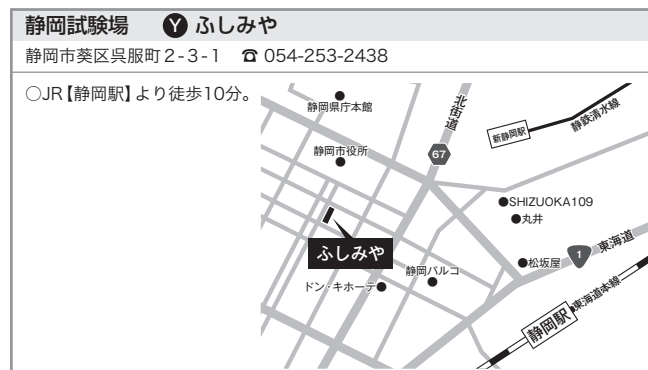 静岡試験場 Y ふしみや
静岡市葵区呉服町2-3-1 ☎ 054-253-2438
○JR【静岡駅】より徒歩10分。
静岡県庁本館
北街道
新静岡駅
静鉄清水線
静岡市役所
67
●SHIZUOKA109
●丸井
ふしみや
静岡パルコ
●松坂屋
1
東海道
ドン・キホーテ●
静岡駅
東海道本線